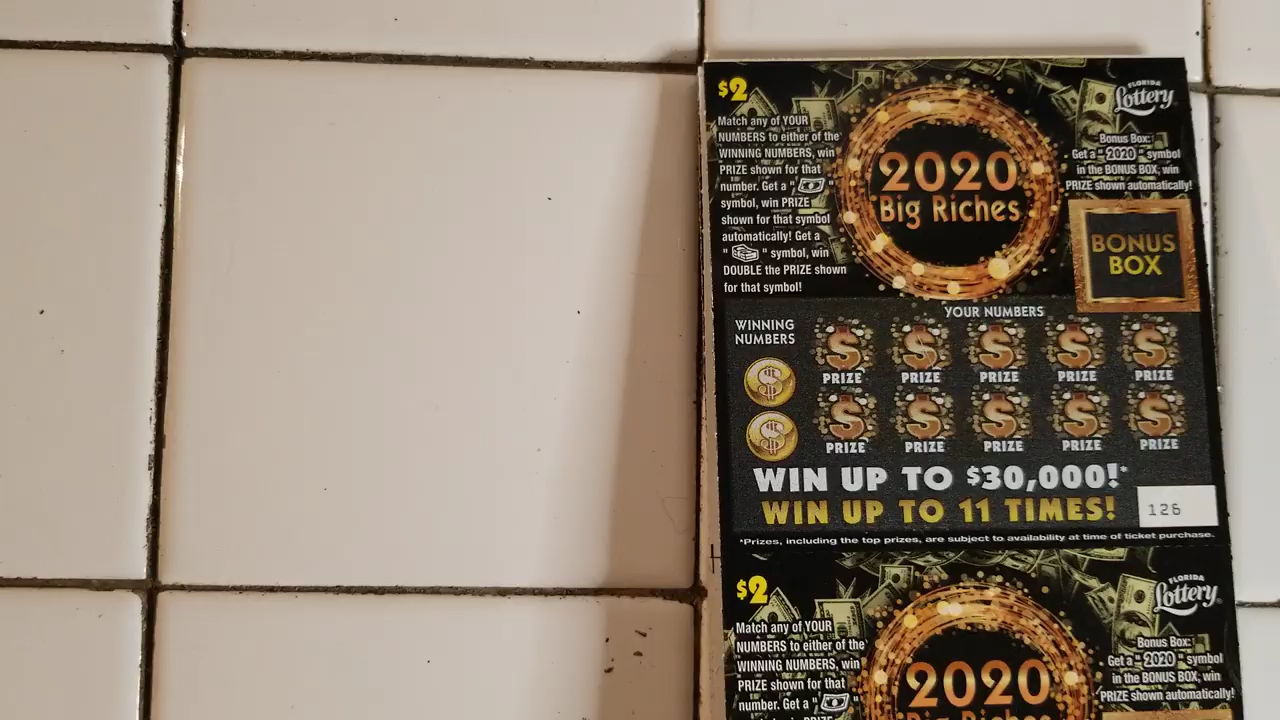 $2
Match any of YOUR
NUMBERS to either of the
WINNING NUMBERS, win
PRIZE shown for that
number. Get a " "
symbol, win PRIZE
shown for that symbol
automatically! Get a
" " symbol, win
DOUBLE the PRIZE shown
for that symbol!
2020
Big Riches
FLORIDA
Lottery
Bonus Box:
Get a "2020" symbol
in the BONUS BOX, win
PRIZE shown automatically!
BONUS
BOX
WINNING
NUMBERS
YOUR NUMBERS
$ $ $ $ $
PRIZE PRIZE PRIZE PRIZE PRIZE
$ $ $ $ $
PRIZE PRIZE PRIZE PRIZE PRIZE
$
$
WIN UP TO $30,000!*
WIN UP TO 11 TIMES!
126
*Prizes, including the top prizes, are subject to availability at time of ticket purchase.
$2
Match any of YOUR
NUMBERS to either of the
WINNING NUMBERS, win
PRIZE shown for that
number. Get a " "
2020
Big Riches
FLORIDA
Lottery
Bonus Box:
Get a "2020" symbol
in the BONUS BOX, win
PRIZE shown automatically!